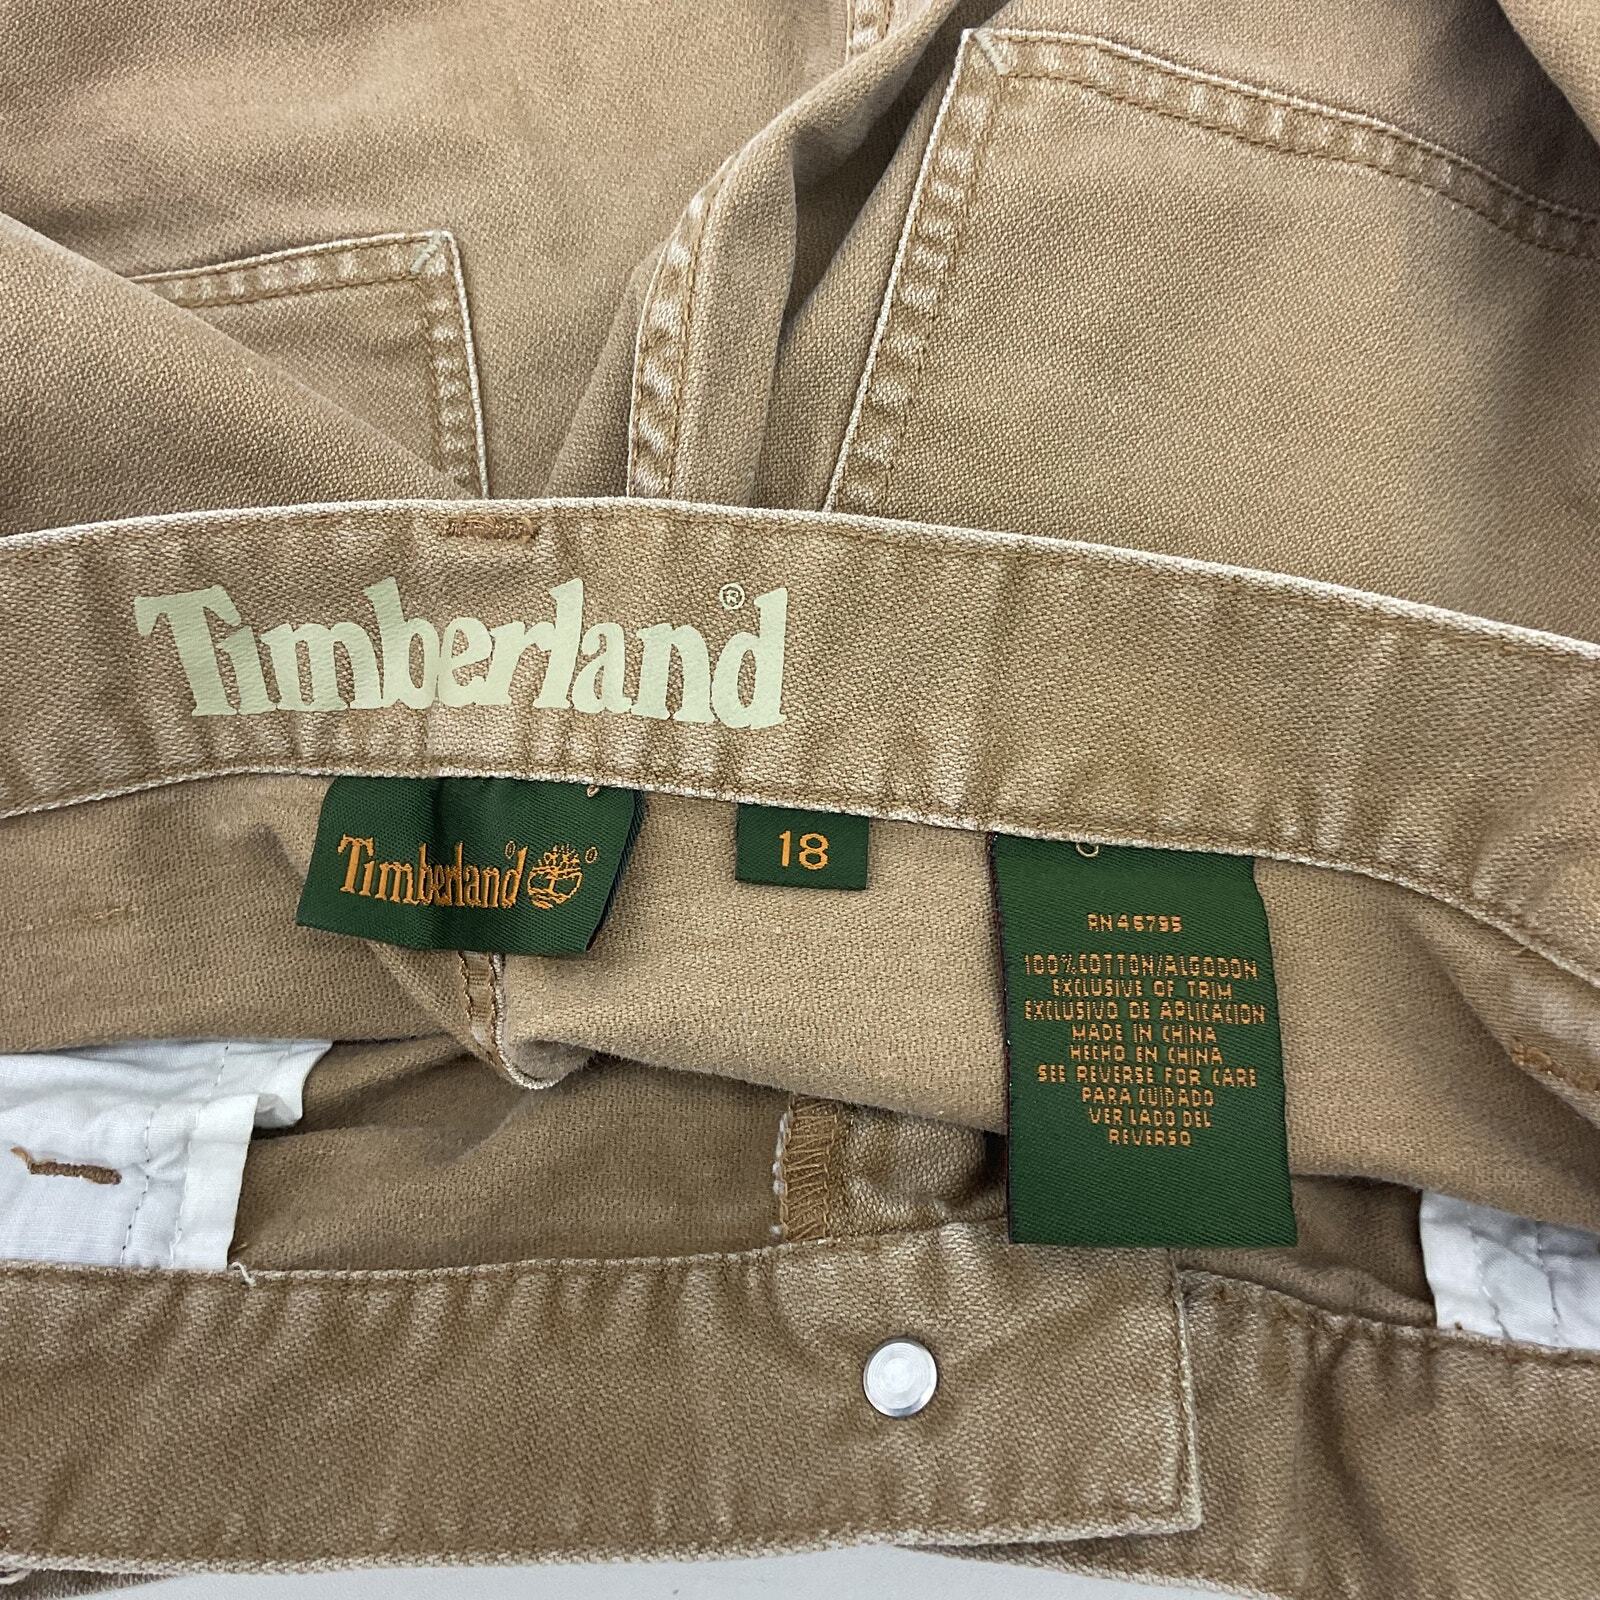 Timberland®
Timberland®
18
RN 46795
100% COTTON/ALGODON
EXCLUSIVE OF TRIM
EXCLUSIVO DE APLICACION
MADE IN CHINA
HECHO EN CHINA
SEE REVERSE FOR CARE
PARA CUIDADO
VER LADO DEL
REVERSO